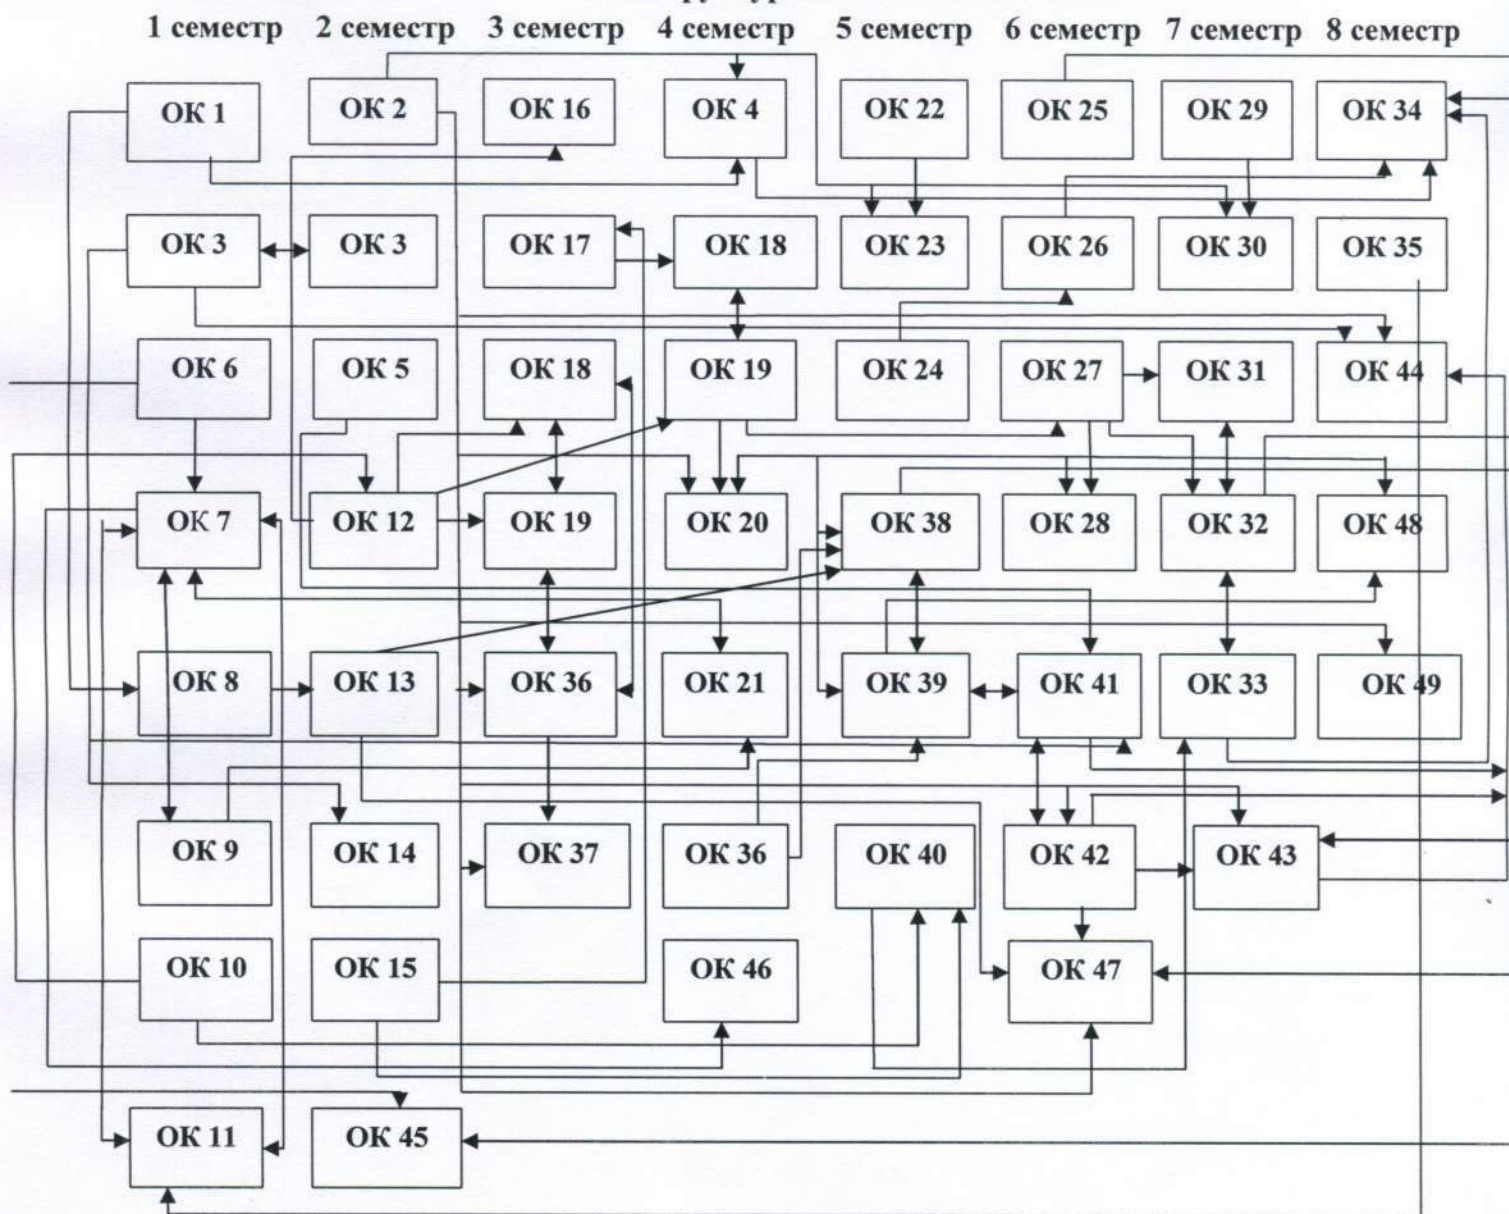 1 семестр 2 семестр 3 семестр 4 семестр 5 семестр 6 семестр 7 семестр 8 семестр
ОК 1 ОК 2 ОК 16 ОК 4 ОК 22 ОК 25 ОК 29 ОК 34
ОК 3 ОК 3 ОК 17 ОК 18 ОК 23 ОК 26 ОК 30 ОК 35
ОК 6 ОК 5 ОК 18 ОК 19 ОК 24 ОК 27 ОК 31 ОК 44
ОК 7 ОК 12 ОК 19 ОК 20 ОК 38 ОК 28 ОК 32 ОК 48
ОК 8 ОК 13 ОК 36 ОК 21 ОК 39 ОК 41 ОК 33 ОК 49
ОК 9 ОК 14 ОК 37 ОК 36 ОК 40 ОК 42 ОК 43
ОК 10 ОК 15 ОК 46 ОК 47
ОК 11 ОК 45